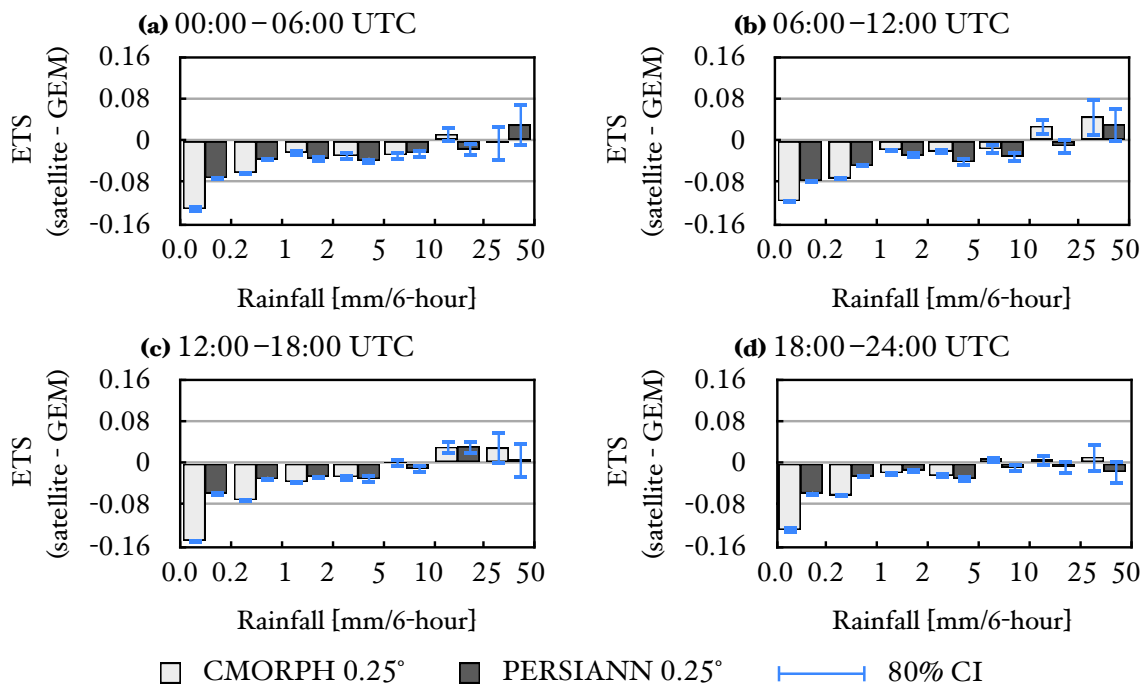 (a) 00:00–06:00 UTC
ETS
(satellite - GEM)
0.16
0.08
0
-0.08
-0.16
0.0 0.2 1 2 5 10 25 50
Rainfall [mm/6-hour]
(b) 06:00–12:00 UTC
ETS
(satellite - GEM)
0.16
0.08
0
-0.08
-0.16
0.0 0.2 1 2 5 10 25 50
Rainfall [mm/6-hour]
(c) 12:00–18:00 UTC
ETS
(satellite - GEM)
0.16
0.08
0
-0.08
-0.16
0.0 0.2 1 2 5 10 25 50
Rainfall [mm/6-hour]
(d) 18:00–24:00 UTC
ETS
(satellite - GEM)
0.16
0.08
0
-0.08
-0.16
0.0 0.2 1 2 5 10 25 50
Rainfall [mm/6-hour]
CMORPH 0.25° PERSIANN 0.25° 80% CI